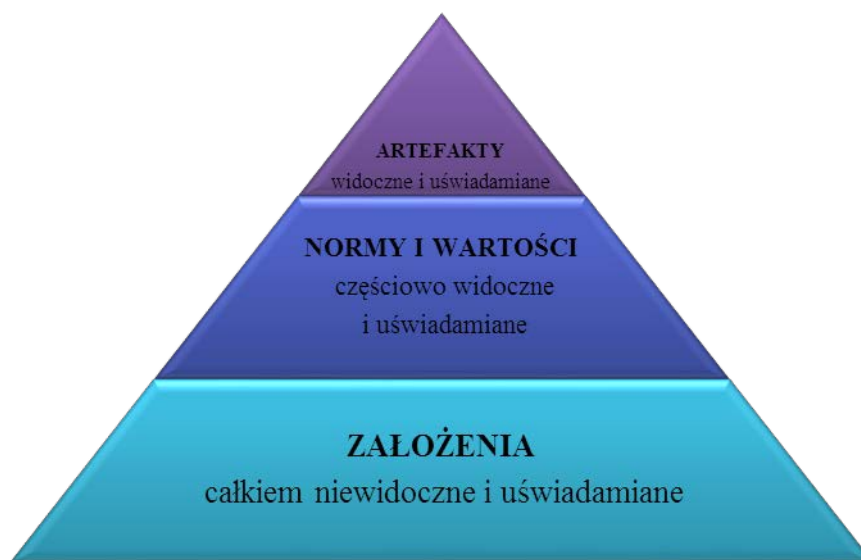 ARTEFAKTY
widoczne i uświadamiane
NORMY I WARTOŚCI
częściowo widoczne
i uświadamiane
ZAŁOŻENIA
całkiem niewidoczne i uświadamiane